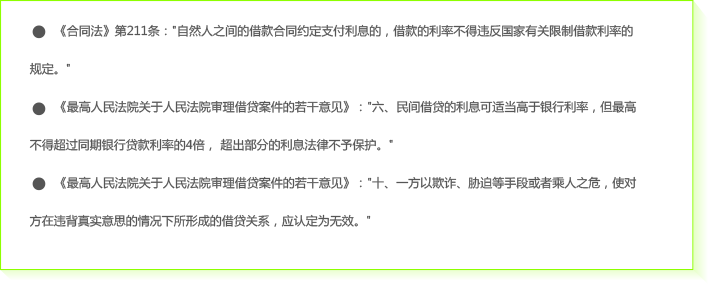 ● 《合同法》第211条："自然人之间的借款合同约定支付利息的，借款的利率不得违反国家有关限制借款利率的
规定。"
● 《最高人民法院关于人民法院审理借贷案件的若干意见》："六、民间借贷的利息可适当高于银行利率，但最高
不得超过同期银行贷款利率的4倍， 超出部分的利息法律不予保护。"
● 《最高人民法院关于人民法院审理借贷案件的若干意见》："十、一方以欺诈、胁迫等手段或者乘人之危，使对
方在违背真实意思的情况下所形成的借贷关系，应认定为无效。"